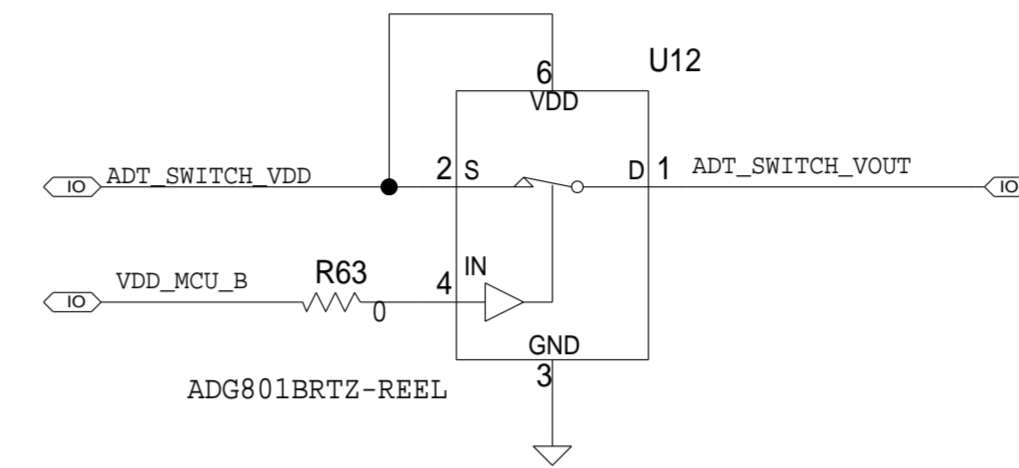 U12
6
VDD
IO ADT_SWITCH_VDD 2 S D 1 ADT_SWITCH_VOUT IO
IO VDD_MCU_B R63 0 4 IN
GND
3
ADG801BRTZ-REEL